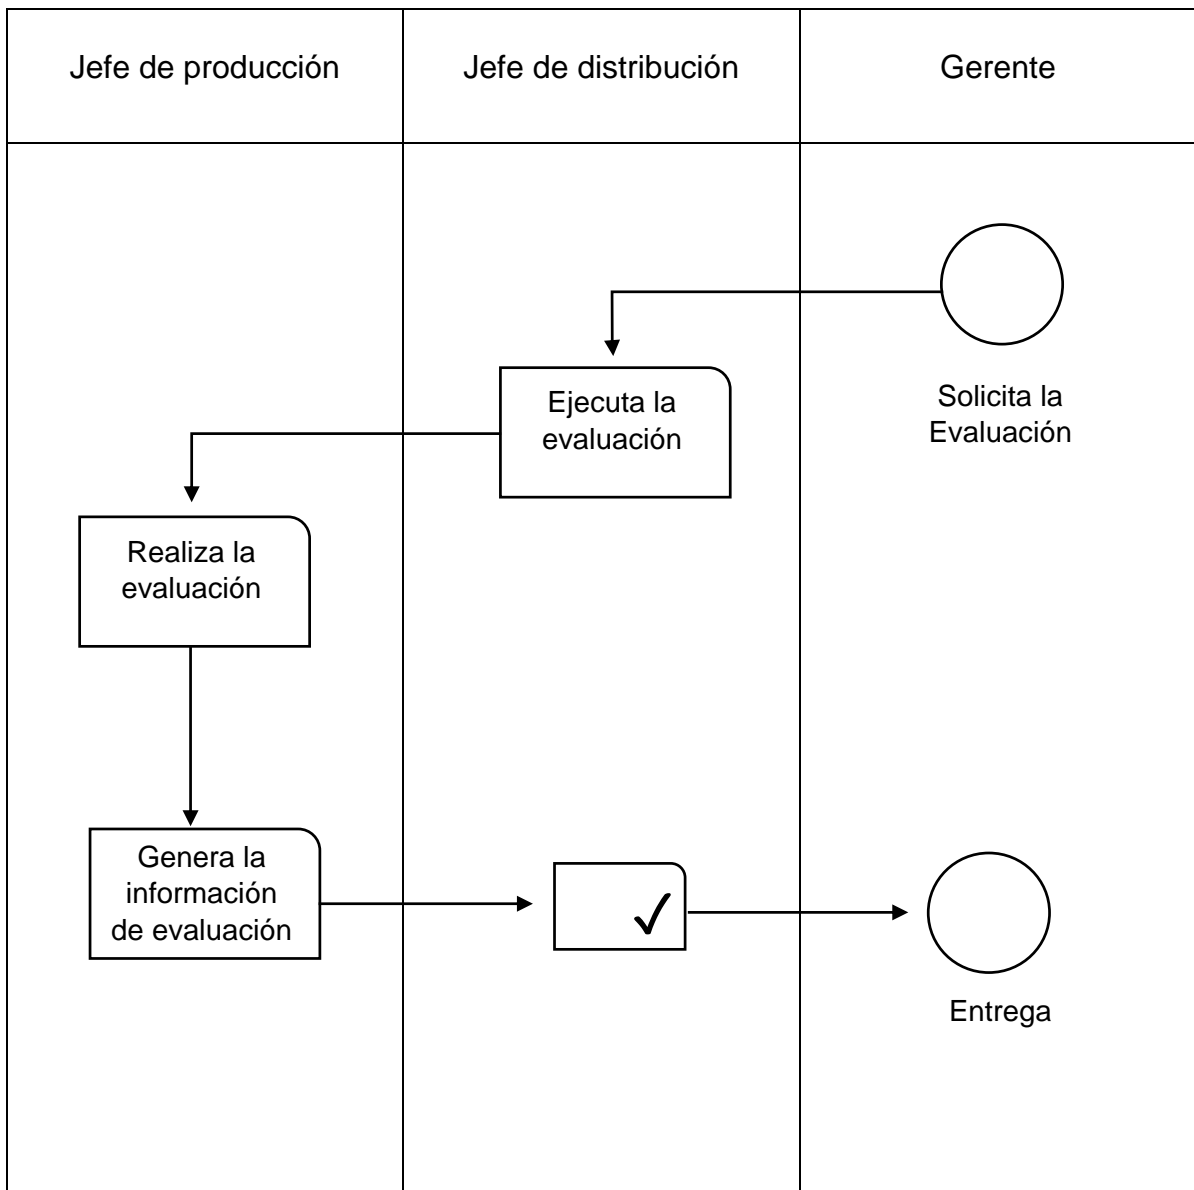 Jefe de producción
Jefe de distribución
Gerente
Solicita la
Evaluación
Ejecuta la
evaluación
Realiza la
evaluación
Genera la
información
de evaluación
✓
Entrega